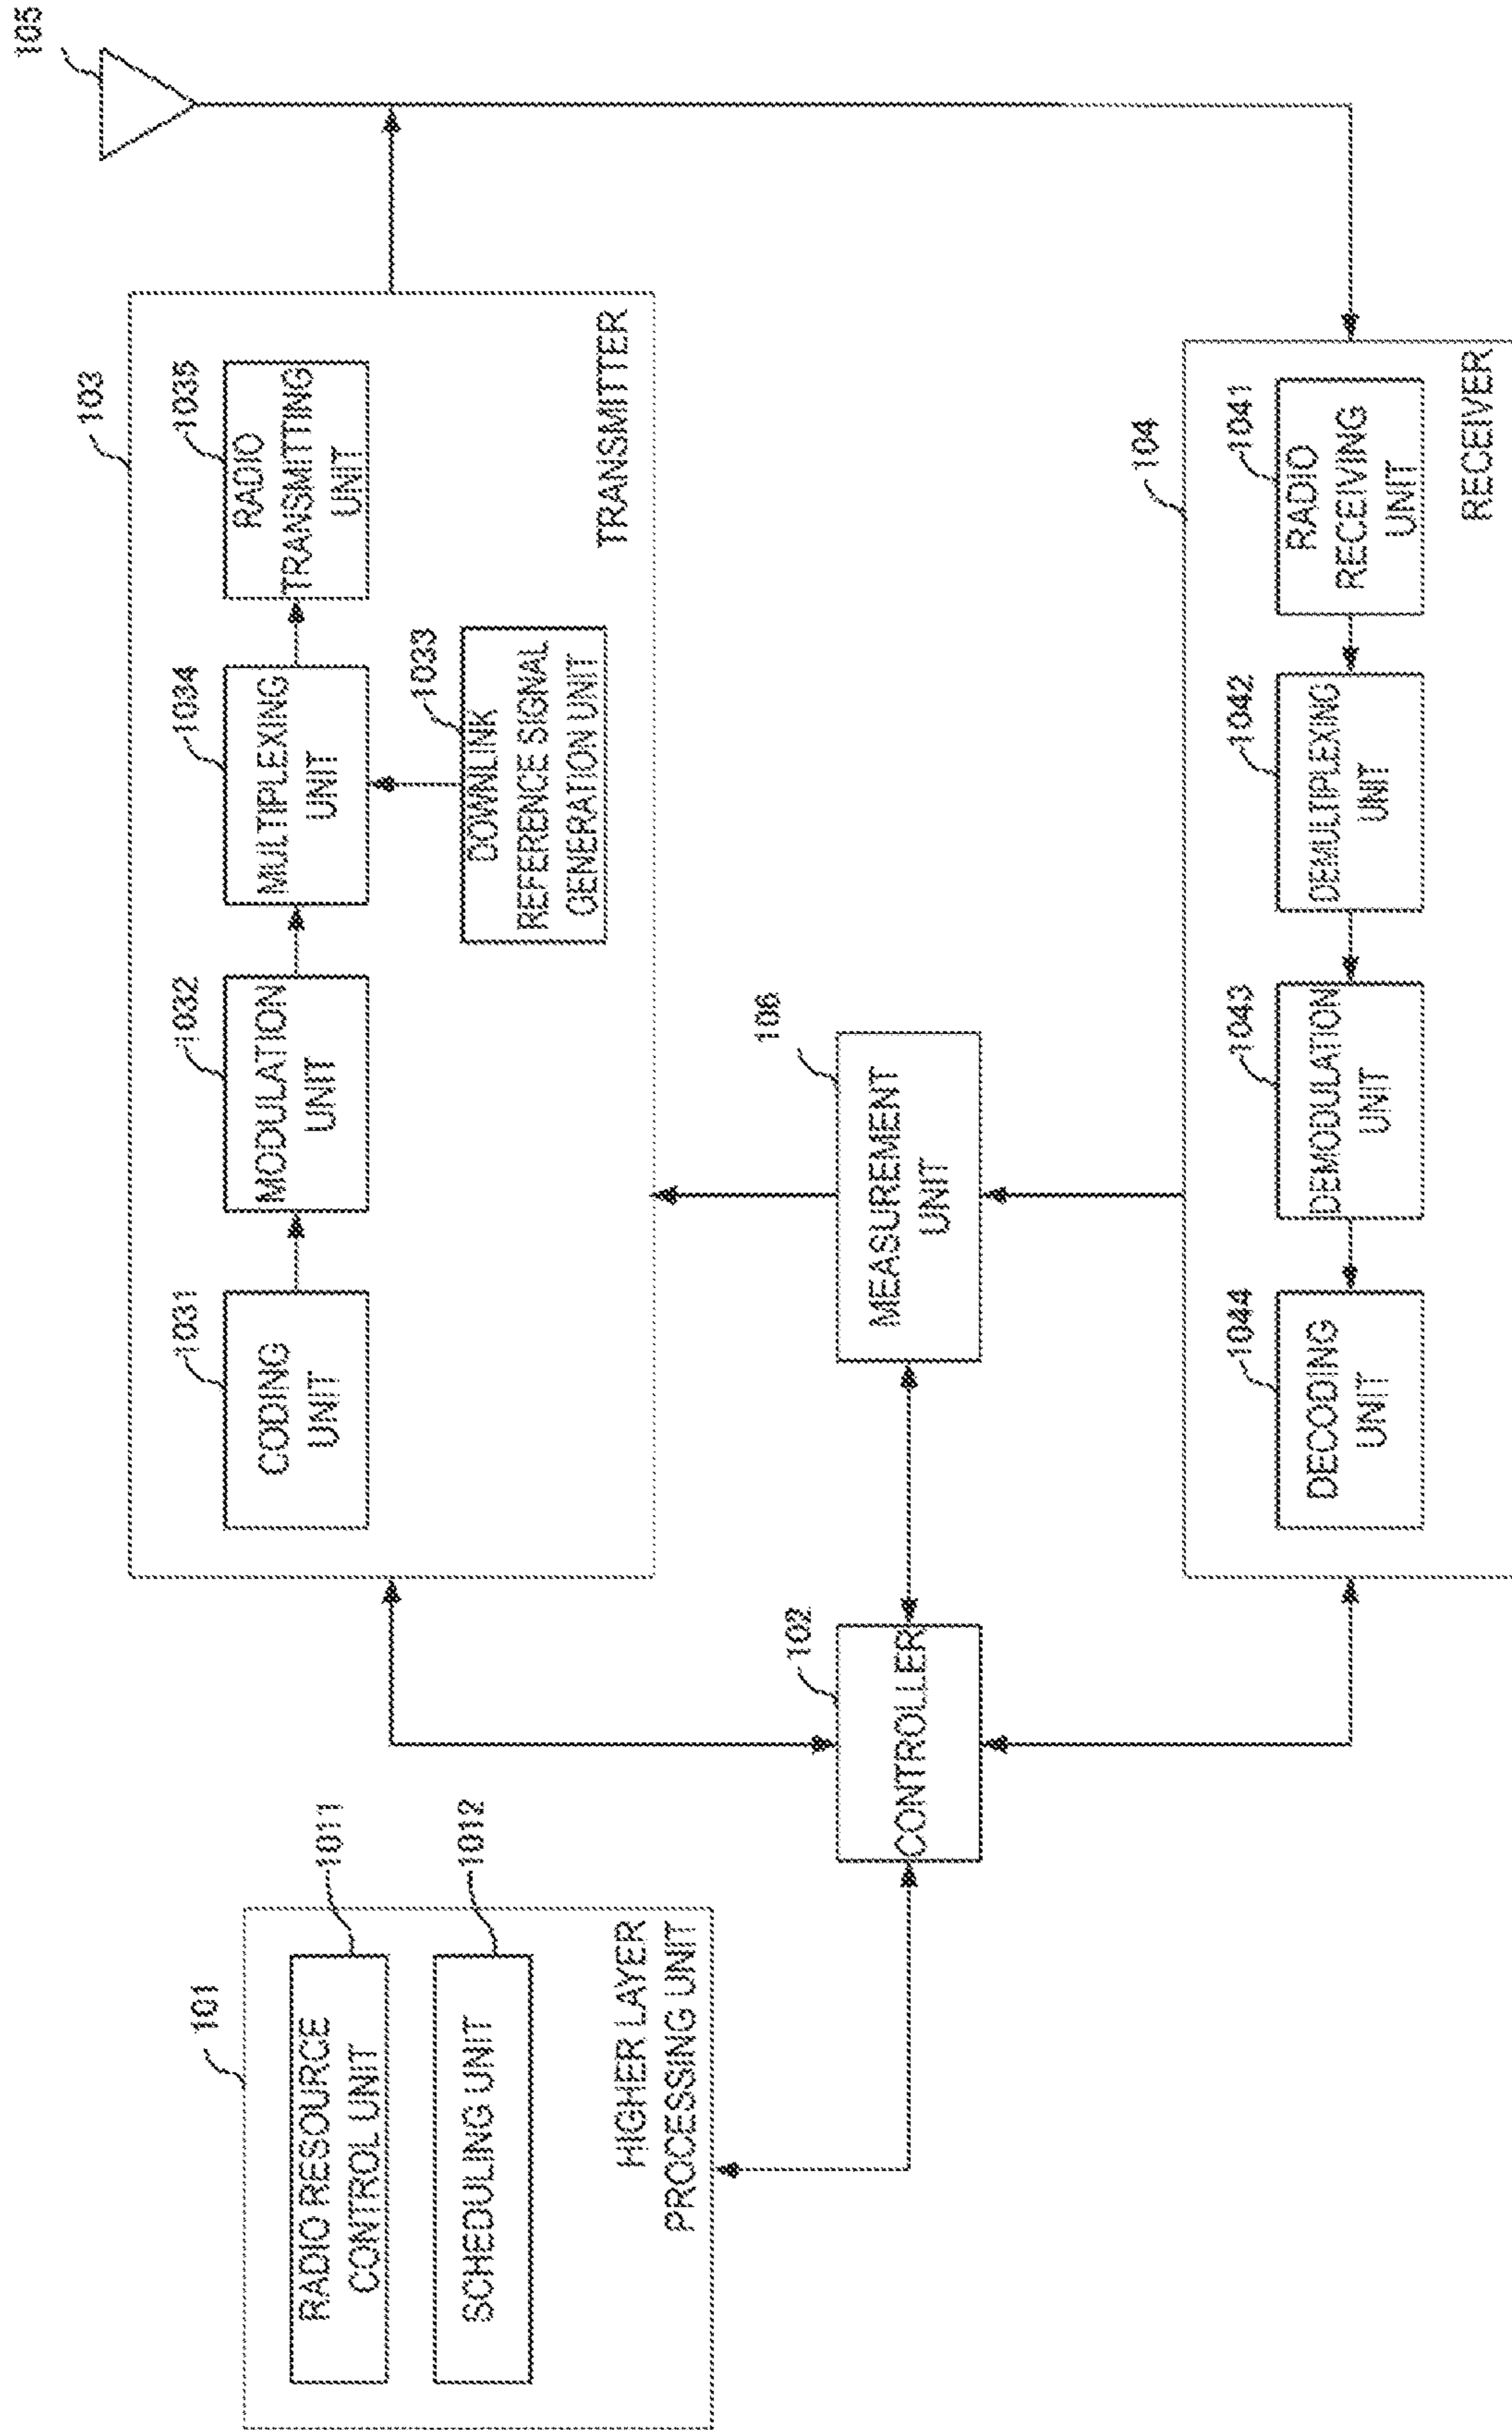 101
RADIO RESOURCE
CONTROL UNIT
1011
SCHEDULING UNIT
1012
HIGHER LAYER
PROCESSING UNIT
102
CONTROLLER
103
1031
CODING
UNIT
1032
MODULATION
UNIT
1034
MULTIPLEXING
UNIT
1035
RADIO
TRANSMITTING
UNIT
1033
DOWNLINK
REFERENCE SIGNAL
GENERATION UNIT
TRANSMITTER
105
106
MEASUREMENT
UNIT
104
1044
DECODING
UNIT
1043
DEMODULATION
UNIT
1042
DEMULTIPLEXING
UNIT
1041
RADIO
RECEIVING
UNIT
RECEIVER